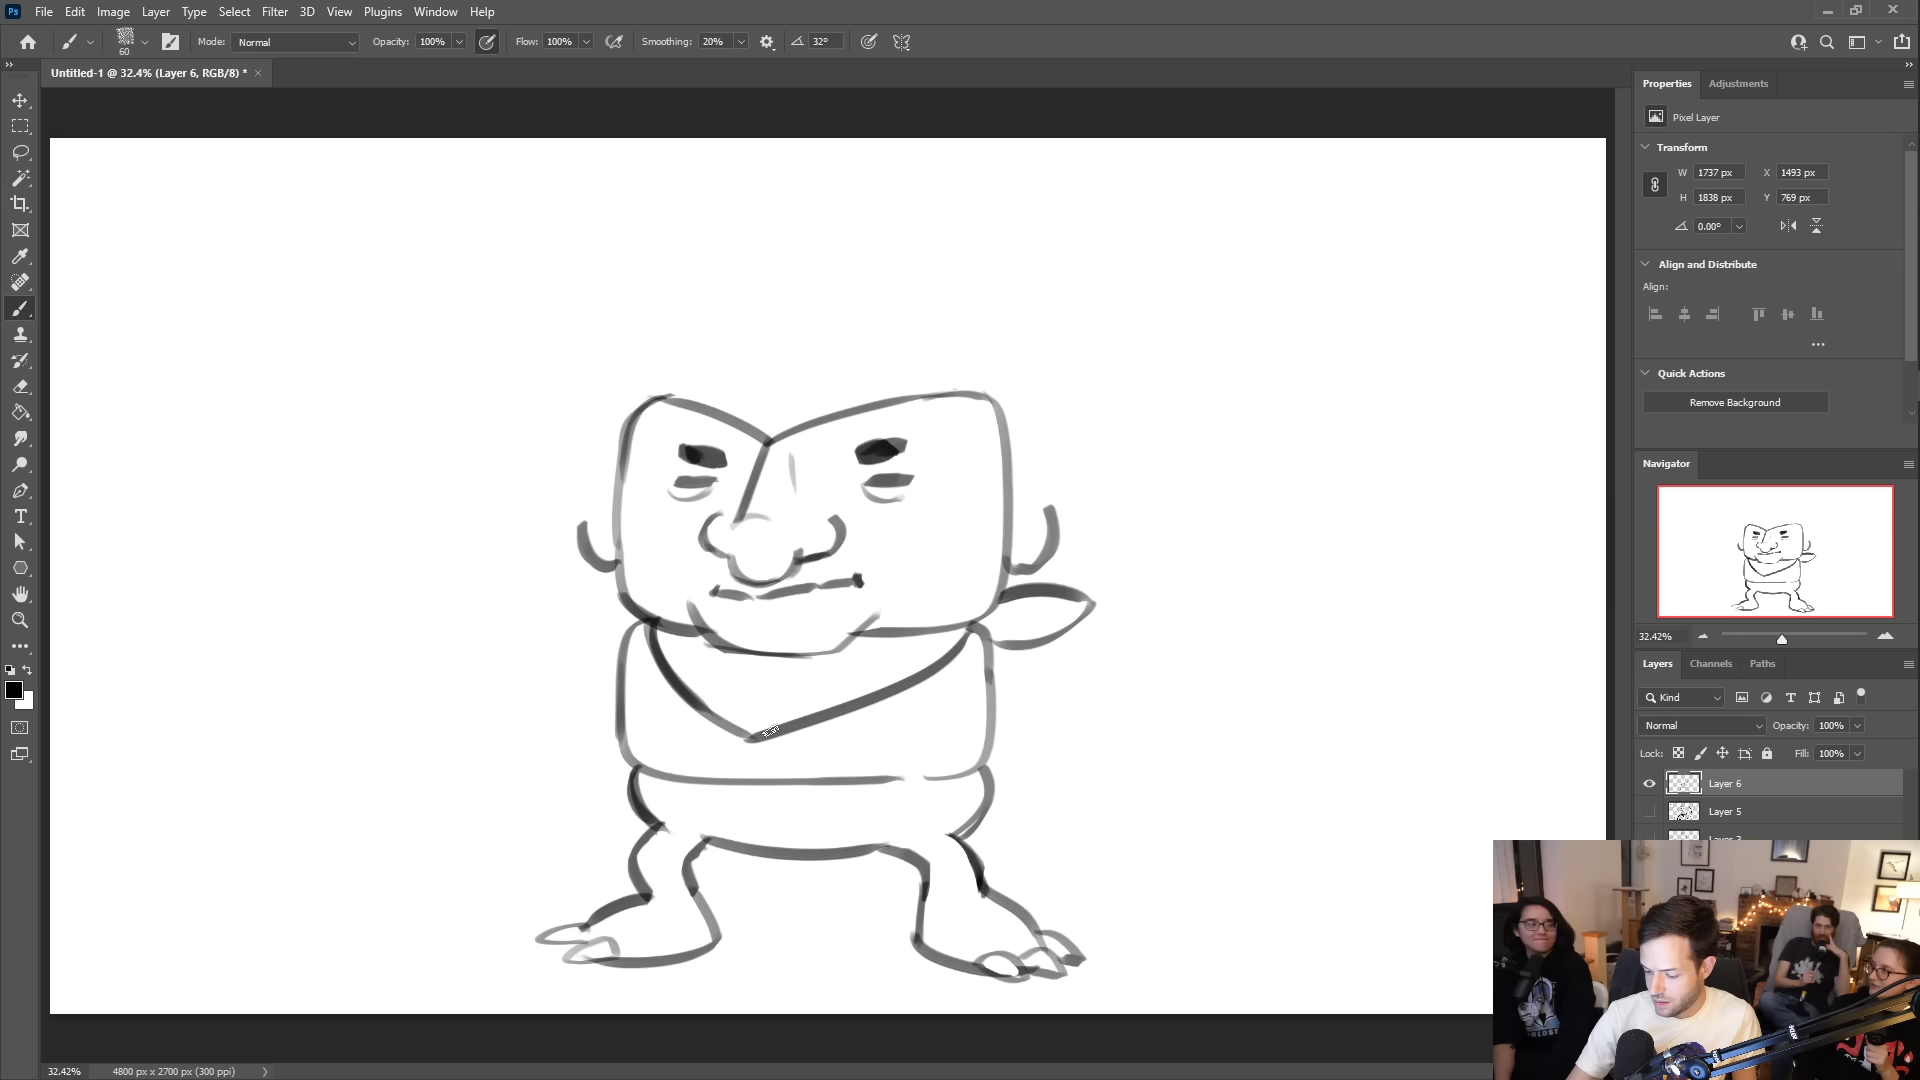 Ps File Edit Image Layer Type Select Filter 3D View Plugins Window Help
60 Mode: Normal Opacity: 100% Flow: 100% Smoothing: 20% 32°
Untitled-1 @ 32.4% (Layer 6, RGB/8) *
Properties Adjustments
Pixel Layer
Transform
W 1737 px X 1493 px
H 1838 px Y 769 px
0.00°
Align and Distribute
Align:
Quick Actions
Remove Background
Navigator
32.42%
Layers Channels Paths
Kind
Normal Opacity: 100%
Lock: Fill: 100%
Layer 6
Layer 5
32.42% 4800 px x 2700 px (300 ppi)